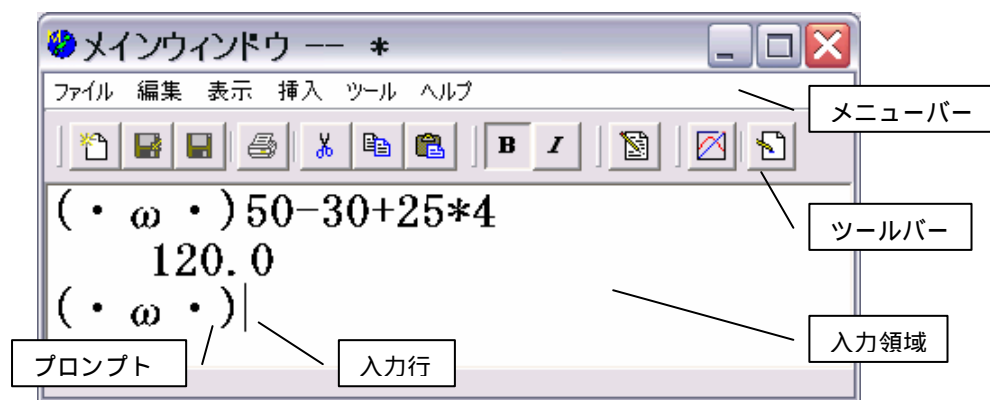 メインウィンドウ -- *
ファイル 編集 表示 挿入 ツール ヘルプ
メニューバー
B I
(・ω・)50-30+25*4
ツールバー
120.0
(・ω・)
入力領域
プロンプト
入力行